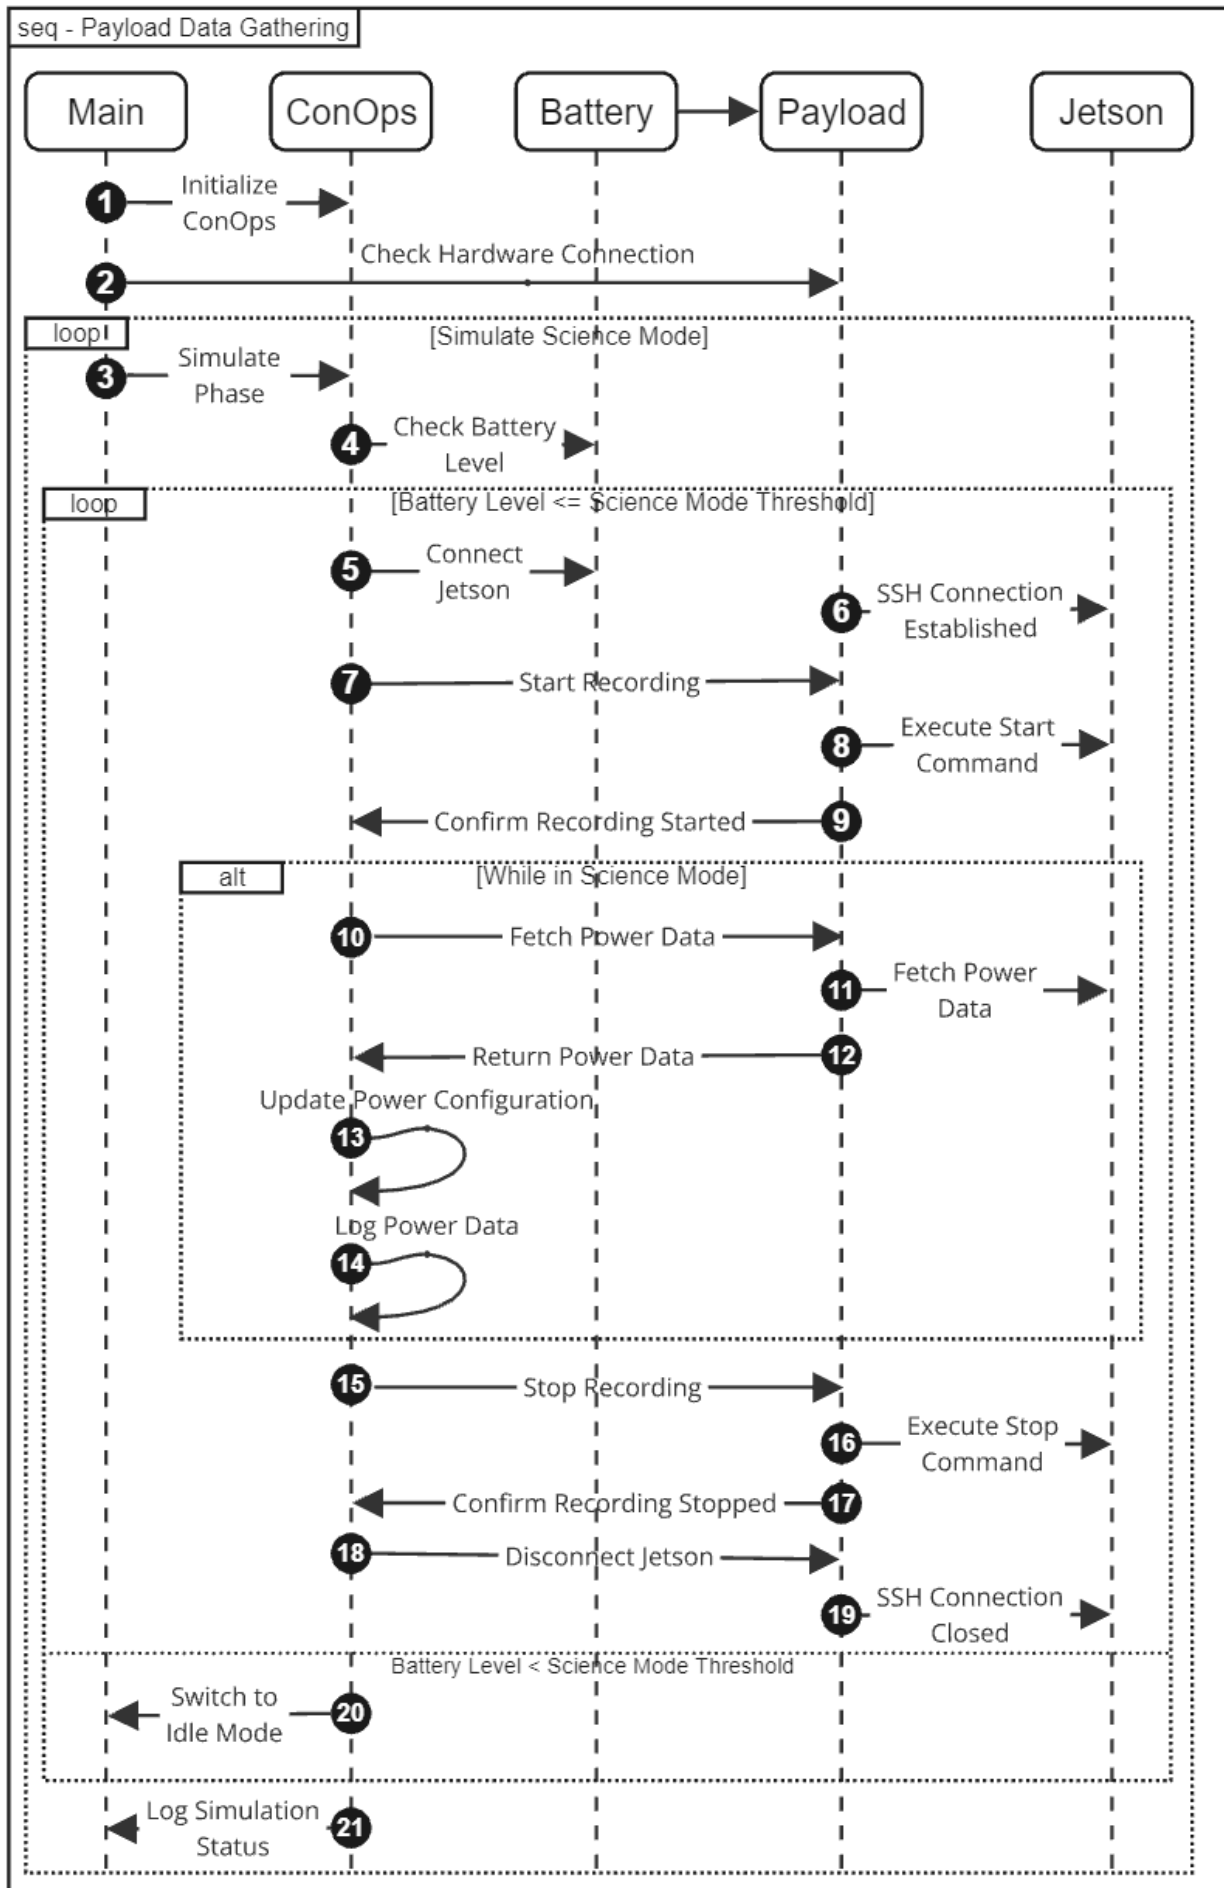 seq - Payload Data Gathering
Main
ConOps
Battery
Payload
Jetson
1
Initialize
ConOps
Check Hardware Connection
2
loop
[Simulate Science Mode]
3
Simulate
Phase
4
Check Battery
Level
loop
[Battery Level <= Science Mode Threshold]
5
Connect
Jetson
6
SSH Connection
Established
7
Start Recording
8
Execute Start
Command
Confirm Recording Started
9
alt
[While in Science Mode]
10
Fetch Power Data
11
Fetch Power
Data
Return Power Data
12
Update Power Configuration
13
Log Power Data
14
15
Stop Recording
16
Execute Stop
Command
Confirm Recording Stopped
17
18
Disconnect Jetson
19
SSH Connection
Closed
Battery Level < Science Mode Threshold
Switch to
Idle Mode
20
Log Simulation
Status
21